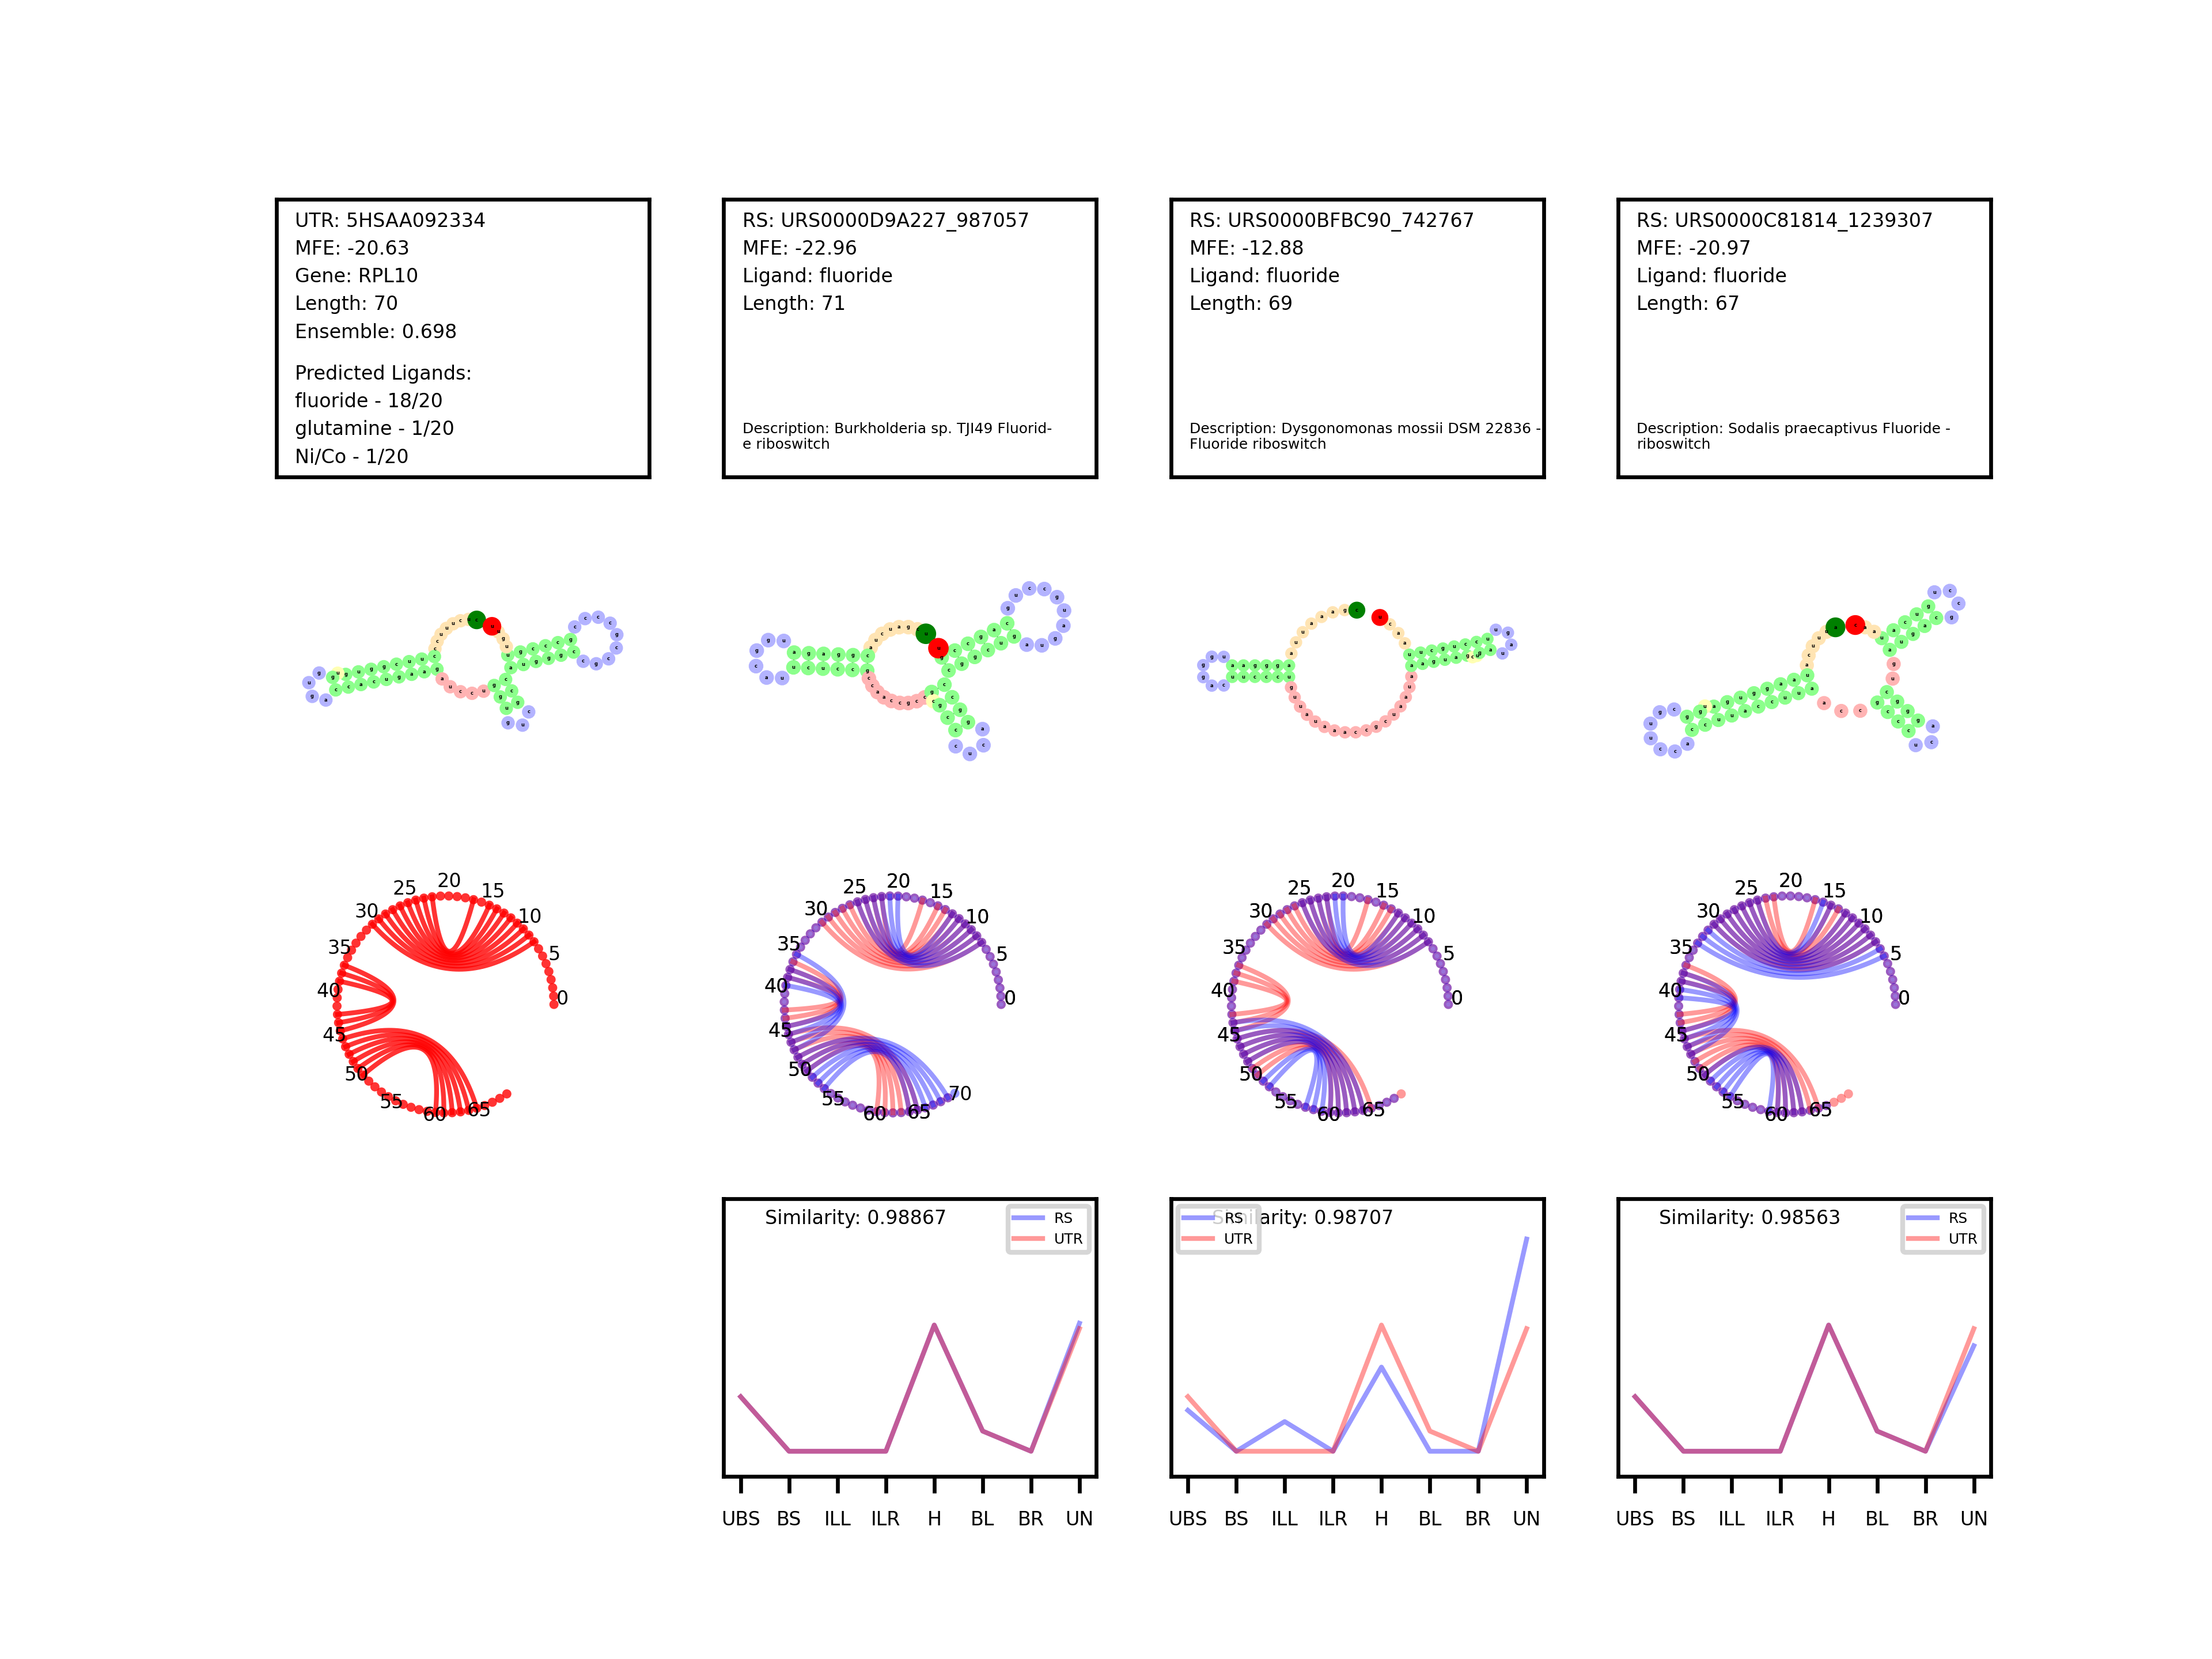 UTR: 5HSAA092334
MFE: -20.63
Gene: RPL10
Length: 70
Ensemble: 0.698
Predicted Ligands:
fluoride - 18/20
glutamine - 1/20
Ni/Co - 1/20
RS: URS0000D9A227_987057
MFE: -22.96
Ligand: fluoride
Length: 71
Description: Burkholderia sp. TJI49 Fluorid-
e riboswitch
RS: URS0000BFBC90_742767
MFE: -12.88
Ligand: fluoride
Length: 69
Description: Dysgonomonas mossii DSM 22836 -
Fluoride riboswitch
RS: URS0000C81814_1239307
MFE: -20.97
Ligand: fluoride
Length: 67
Description: Sodalis praecaptivus Fluoride -
riboswitch
0
5
10
15
20
25
30
35
40
45
50
55
60
65
0
5
10
15
20
25
30
35
40
45
50
55
60
65
70
0
5
10
15
20
25
30
35
40
45
50
55
60
65
0
5
10
15
20
25
30
35
40
45
50
55
60
65
Similarity: 0.98867
RS
UTR
UBS BS ILL ILR H BL BR UN
Similarity: 0.98707
RS
UTR
UBS BS ILL ILR H BL BR UN
Similarity: 0.98563
RS
UTR
UBS BS ILL ILR H BL BR UN